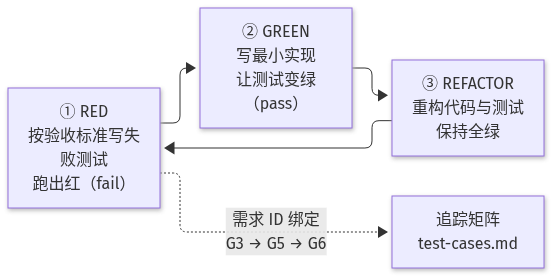 ① RED
按验收标准写失
败测试
跑出红（fail）
② GREEN
写最小实现
让测试变绿
（pass）
③ REFACTOR
重构代码与测试
保持全绿
需求 ID 绑定
G3 → G5 → G6
追踪矩阵
test-cases.md